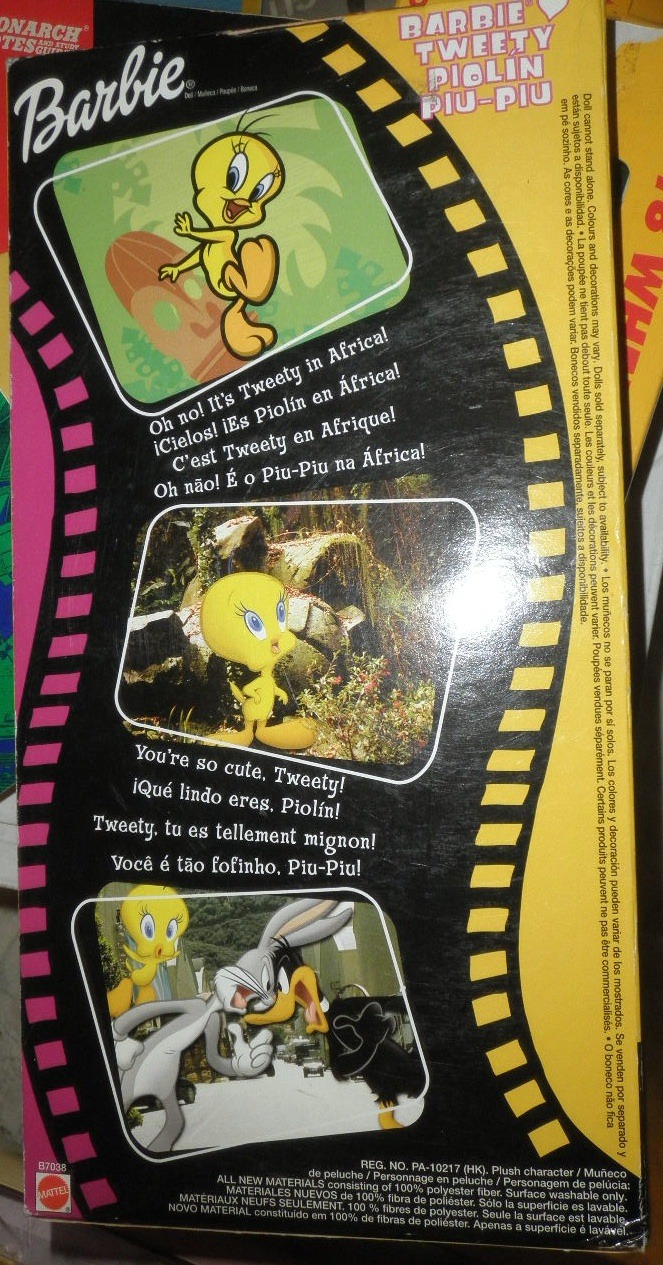 ONARCH
AND STUDY
TES GUI
Barbie®
Doll / Muñeca / Poupée / Boneca
BARBIE
TWEETY
PIOLÍN
PIU-PIU
Oh no! It's Tweety in Africa!
¡Cielos! ¡Es Piolín en África!
C'est Tweety en Afrique!
Oh não! É o Piu-Piu na África!
You're so cute, Tweety!
¡Qué lindo eres, Piolín!
Tweety, tu es tellement mignon!
Você é tão fofinho, Piu-Piu!
Doll cannot stand alone. Colours and decorations may vary. Dolls sold separately, subject to availability. • Los muñecos no se paran por sí solos. Los colores y decoración pueden variar de los mostrados. Se venden por separado y
están sujetos a disponibilidad. • La poupée ne tient pas debout toute seule. Les couleurs et les décorations peuvent varier. Poupées vendues séparément. Certains produits peuvent ne pas être commercialisés. • O boneco não fica
em pé sozinho. As cores e as decorações podem variar. Bonecos vendidos separadamente, sujeitos a disponibilidade.
B7038
MATTEL
REG. NO. PA-10217 (HK). Plush character / Muñeco
de peluche / Personnage en peluche / Personagem de pelúcia:
ALL NEW MATERIALS consisting of 100% polyester fiber. Surface washable only.
MATERIALES NUEVOS de 100% fibra de poliéster. Sólo la superficie es lavable.
MATÉRIAUX NEUFS SEULEMENT. 100 % fibres de polyester. Seule la surface est lavable.
NOVO MATERIAL constituído em 100% de fibras de poliéster. Apenas a superfície é lavável.